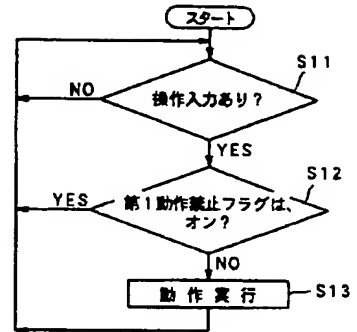 スタート
S11
操作入力あり?
NO
YES
S12
第1動作禁止フラグは、
オン?
YES
NO
動作実行
S13